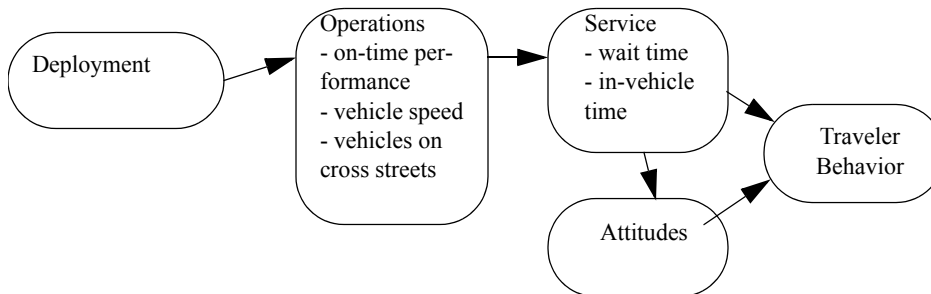 Deployment
Operations
- on-time per-
formance
- vehicle speed
- vehicles on
cross streets
Service
- wait time
- in-vehicle
time
Attitudes
Traveler
Behavior